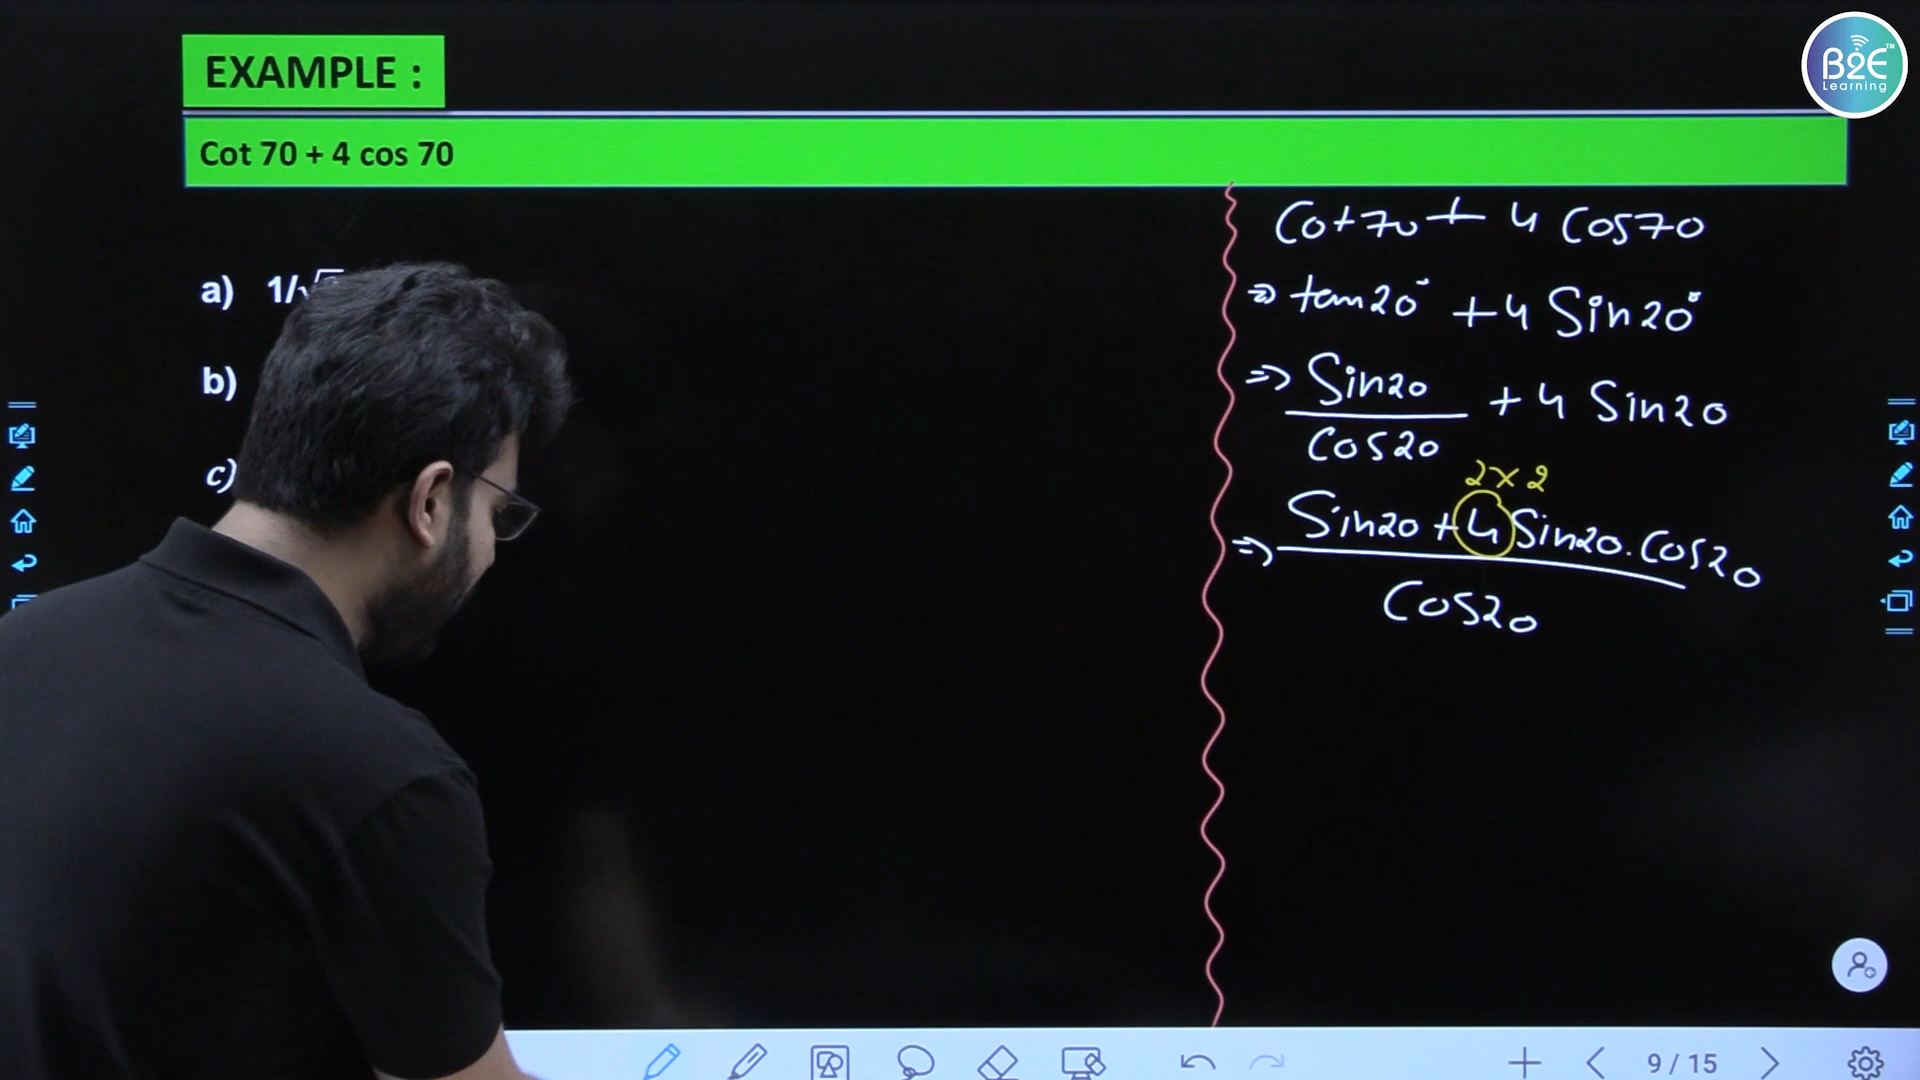 B2E
TM
Learning
EXAMPLE :
Cot 70 + 4 cos 70
a) 1/√
b)
c)
Cot70 + 4 Cos70
⇒ tan20° + 4 Sin20°
⇒ Sin20 / Cos20 + 4 Sin20
2×2
⇒ Sin20 + 4 Sin20 . Cos20
Cos20
9 / 15